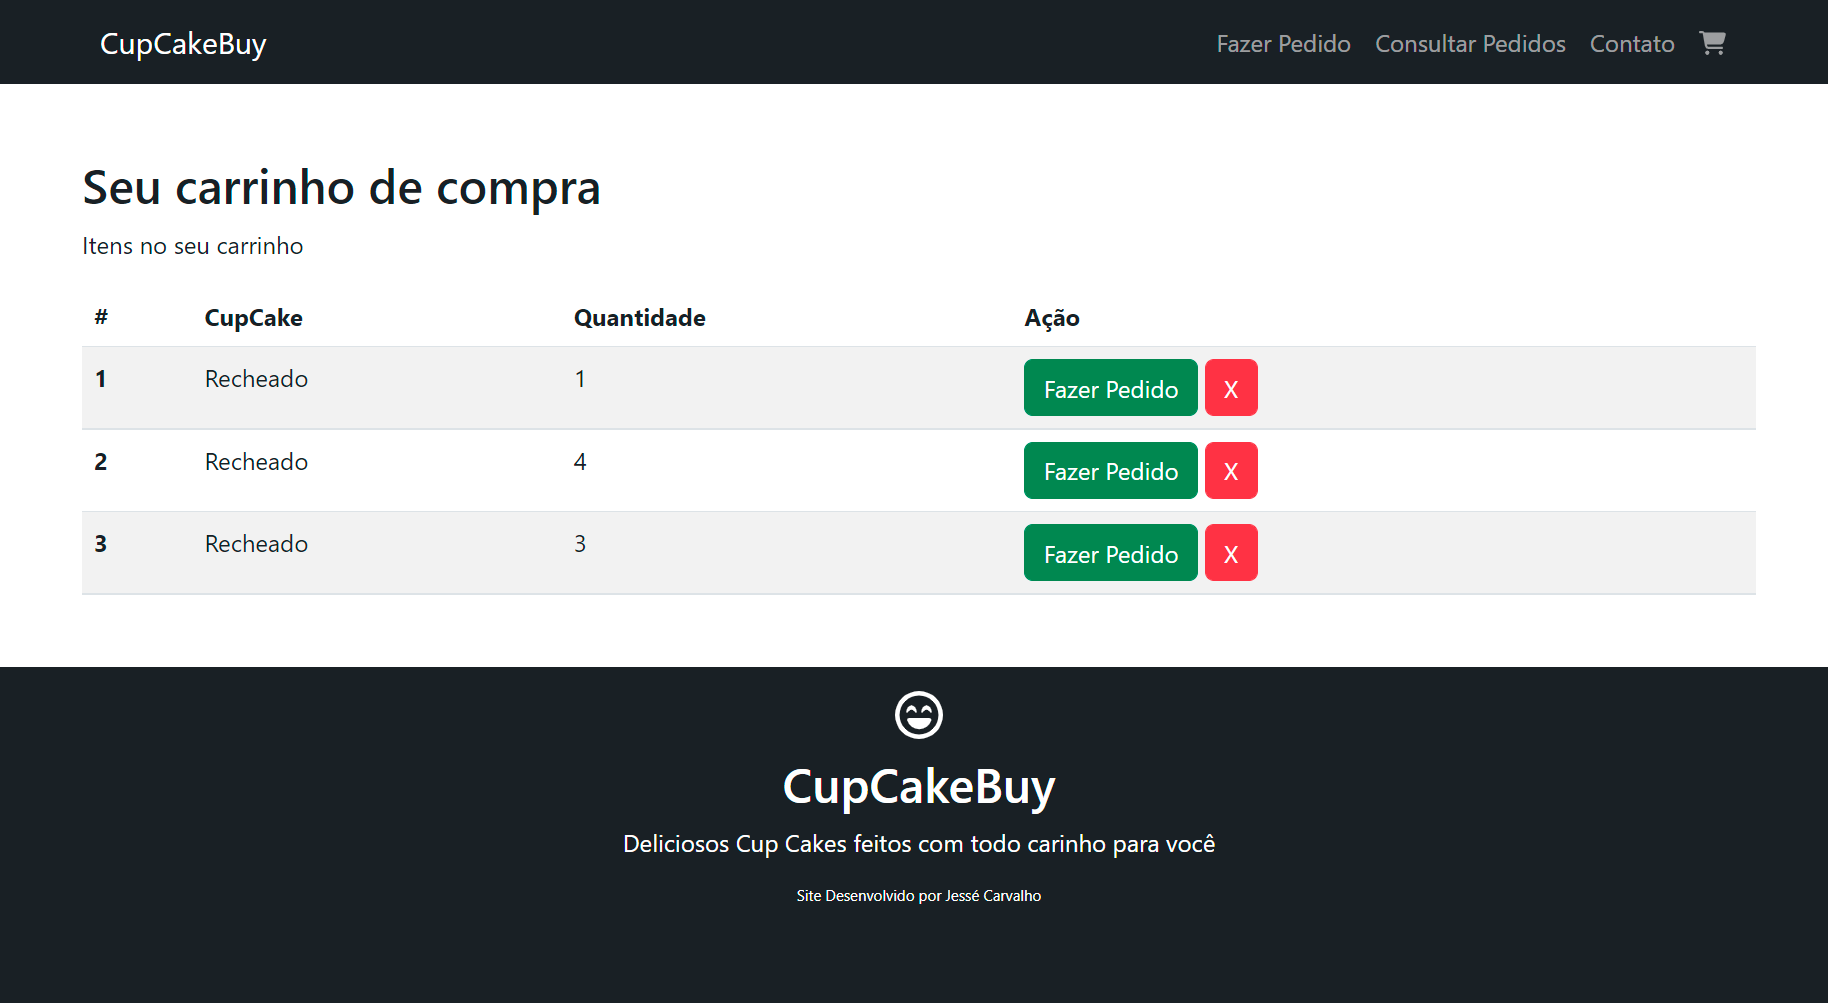 CupCakeBuy Fazer Pedido Consultar Pedidos Contato
Seu carrinho de compra
Itens no seu carrinho
# CupCake Quantidade Ação
1 Recheado 1 Fazer Pedido X
2 Recheado 4 Fazer Pedido X
3 Recheado 3 Fazer Pedido X
CupCakeBuy
Deliciosos Cup Cakes feitos com todo carinho para você
Site Desenvolvido por Jessé Carvalho